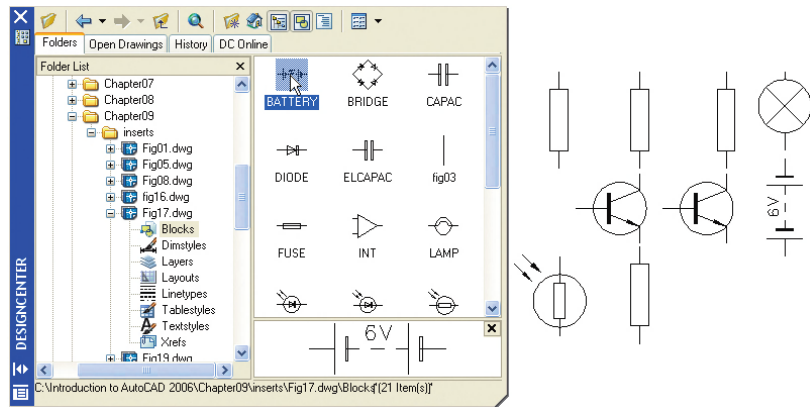 Folders
Open Drawings
History
DC Online
Folder List
Chapter07
Chapter08
Chapter09
inserts
Fig01.dwg
Fig05.dwg
Fig08.dwg
fig16.dwg
Fig17.dwg
Blocks
Dimstyles
Layers
Layouts
Linetypes
Tablestyles
Textstyles
Xrefs
Fig19.dwg
BATTERY
BRIDGE
CAPAC
DIODE
ELCAPAC
fig03
FUSE
INT
LAMP
6V
DESIGNCENTER
C:\Introduction to AutoCAD 2006\Chapter09\inserts\Fig17.dwg\Blocks (21 Item(s))
6V